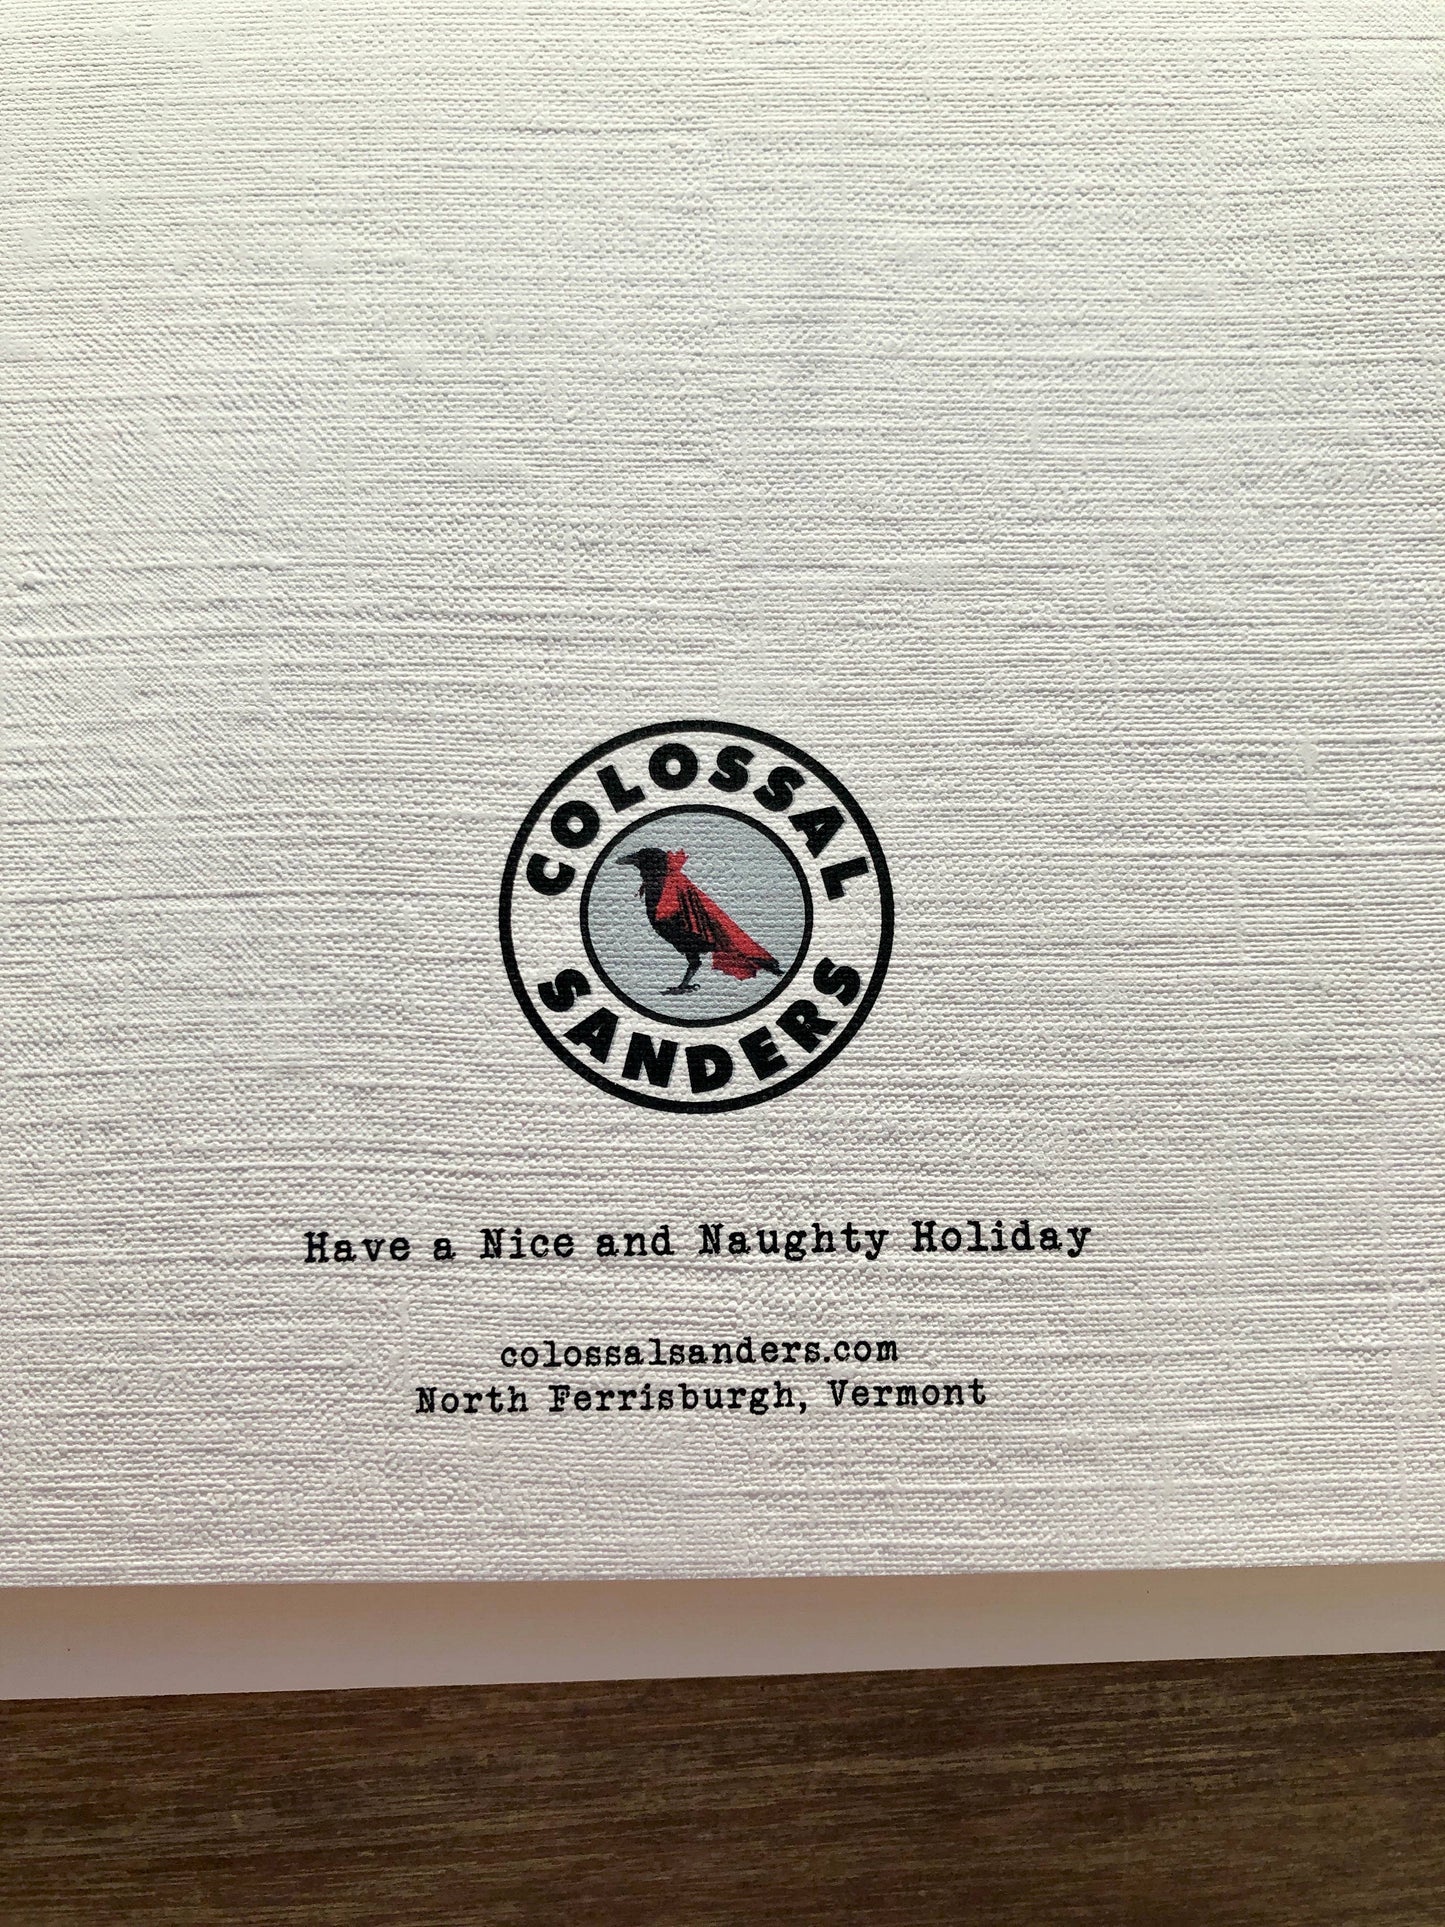 COLOSSAL
SANDERS
Have a Nice and Naughty Holiday
colossalsanders.com
North Ferrisburgh, Vermont